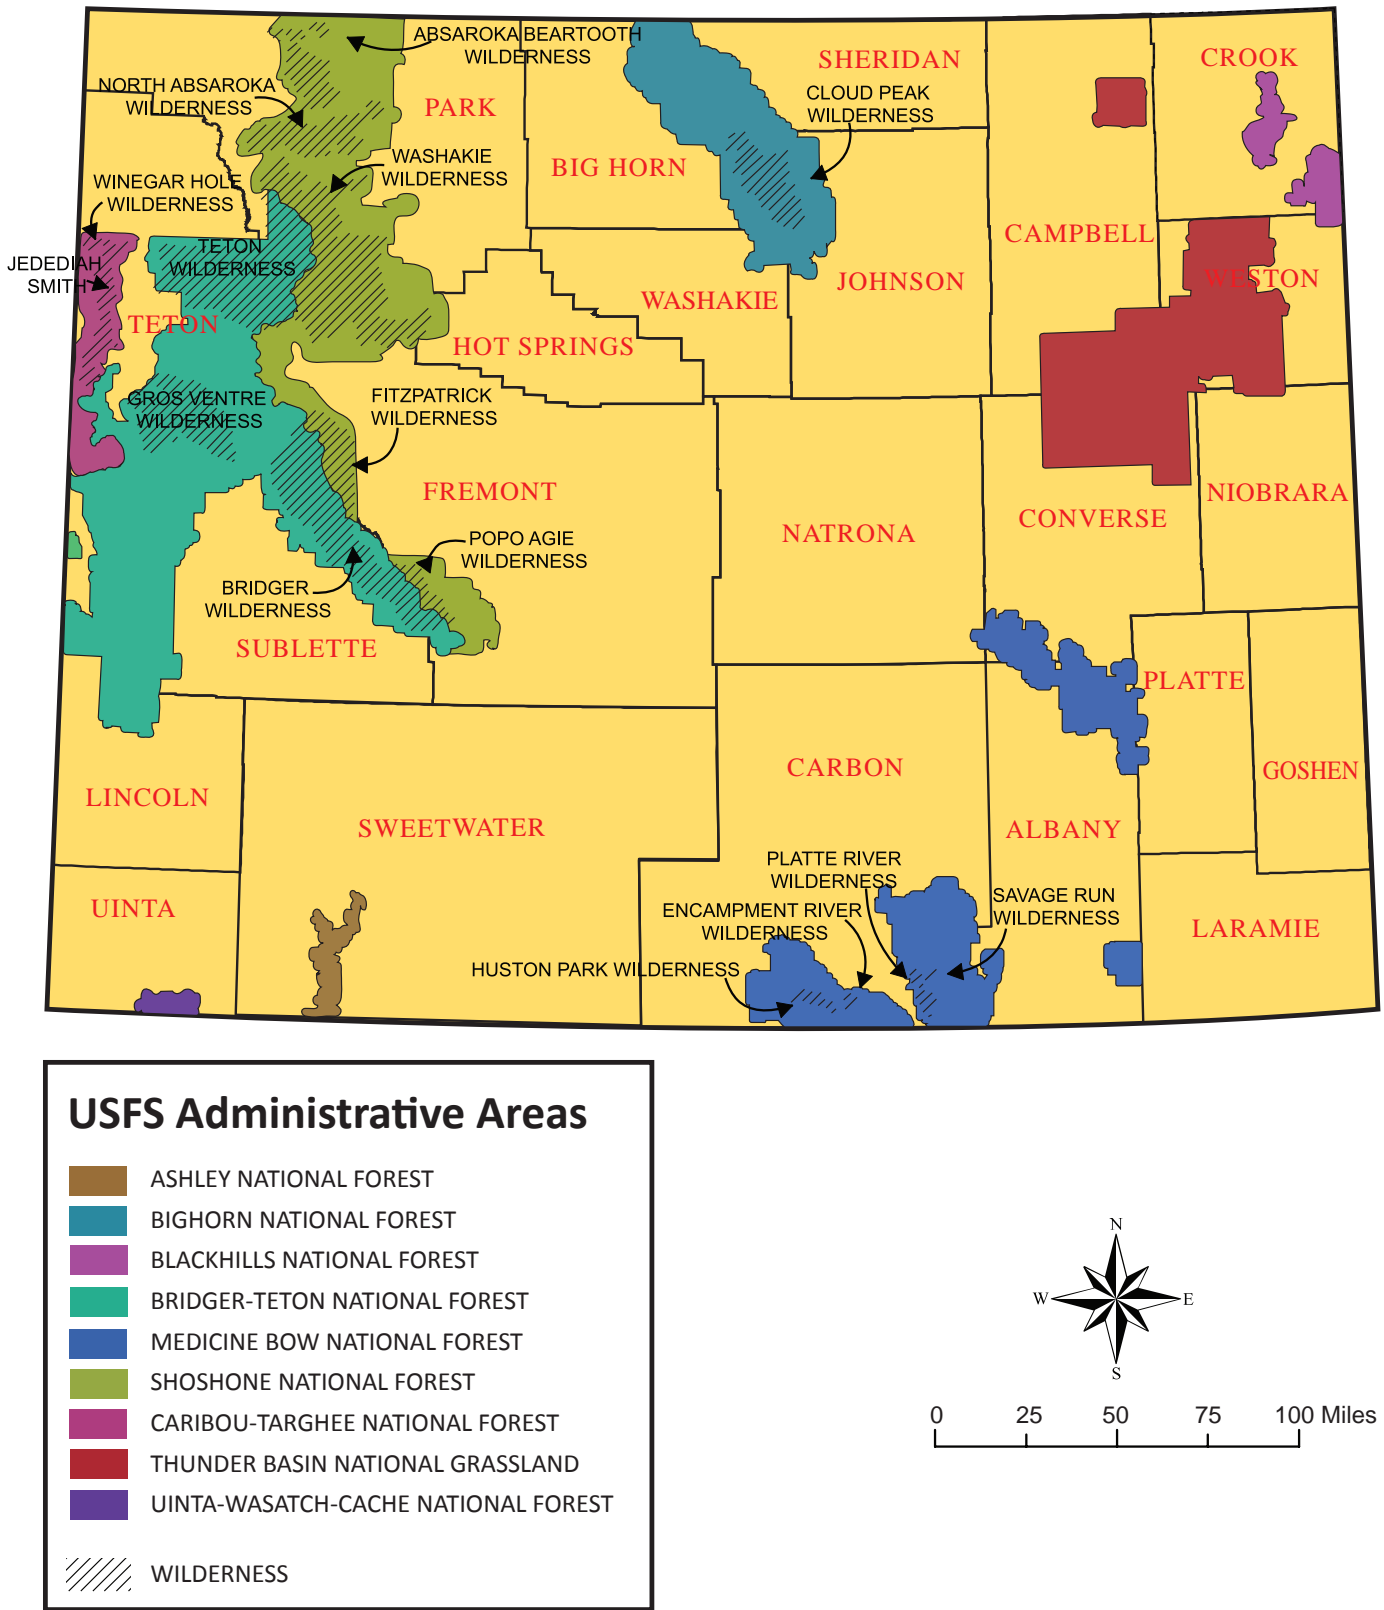 ABSAROKA BEARTOOTH
WILDERNESS
NORTH ABSAROKA
WILDERNESS
PARK
SHERIDAN
CLOUD PEAK
WILDERNESS
CROOK
WASHAKIE
WILDERNESS
BIG HORN
WINEGAR HOLE
WILDERNESS
JEDEDIAH
SMITH
TETON
WILDERNESS
TETON
CAMPBELL
WESTON
WASHAKIE
JOHNSON
HOT SPRINGS
GROS VENTRE
WILDERNESS
FITZPATRICK
WILDERNESS
FREMONT
NATRONA
CONVERSE
NIOBRARA
POPO AGIE
WILDERNESS
BRIDGER
WILDERNESS
SUBLETTE
PLATTE
LINCOLN
SWEETWATER
CARBON
ALBANY
GOSHEN
UINTA
PLATTE RIVER
WILDERNESS
ENCAMPMENT RIVER
WILDERNESS
SAVAGE RUN
WILDERNESS
HUSTON PARK WILDERNESS
LARAMIE
USFS Administrative Areas
ASHLEY NATIONAL FOREST
BIGHORN NATIONAL FOREST
BLACKHILLS NATIONAL FOREST
BRIDGER-TETON NATIONAL FOREST
MEDICINE BOW NATIONAL FOREST
SHOSHONE NATIONAL FOREST
CARIBOU-TARGHEE NATIONAL FOREST
THUNDER BASIN NATIONAL GRASSLAND
UINTA-WASATCH-CACHE NATIONAL FOREST
WILDERNESS
N
W E
S
0 25 50 75 100 Miles